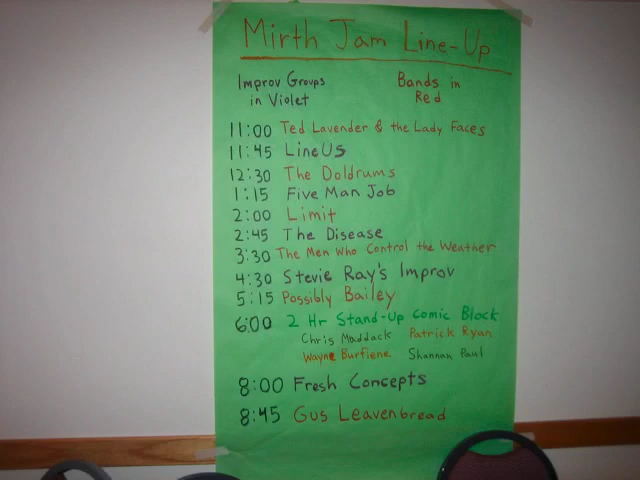 Mirth Jam Line-Up
Improv Groups in Violet
Bands in Red
11:00 Ted Lavender & the Lady Faces
11:45 LineUs
12:30 The Doldrums
1:15 Five Man Job
2:00 Limit
2:45 The Disease
3:30 The Men Who Control the Weather
4:30 Stevie Ray's Improv
5:15 Possibly Bailey
6:00 2 Hr Stand-Up Comic Block
Chris Maddack Patrick Ryan
Wayne Burfiene Shannan Paul
8:00 Fresh Concepts
8:45 Gus Leavenbread